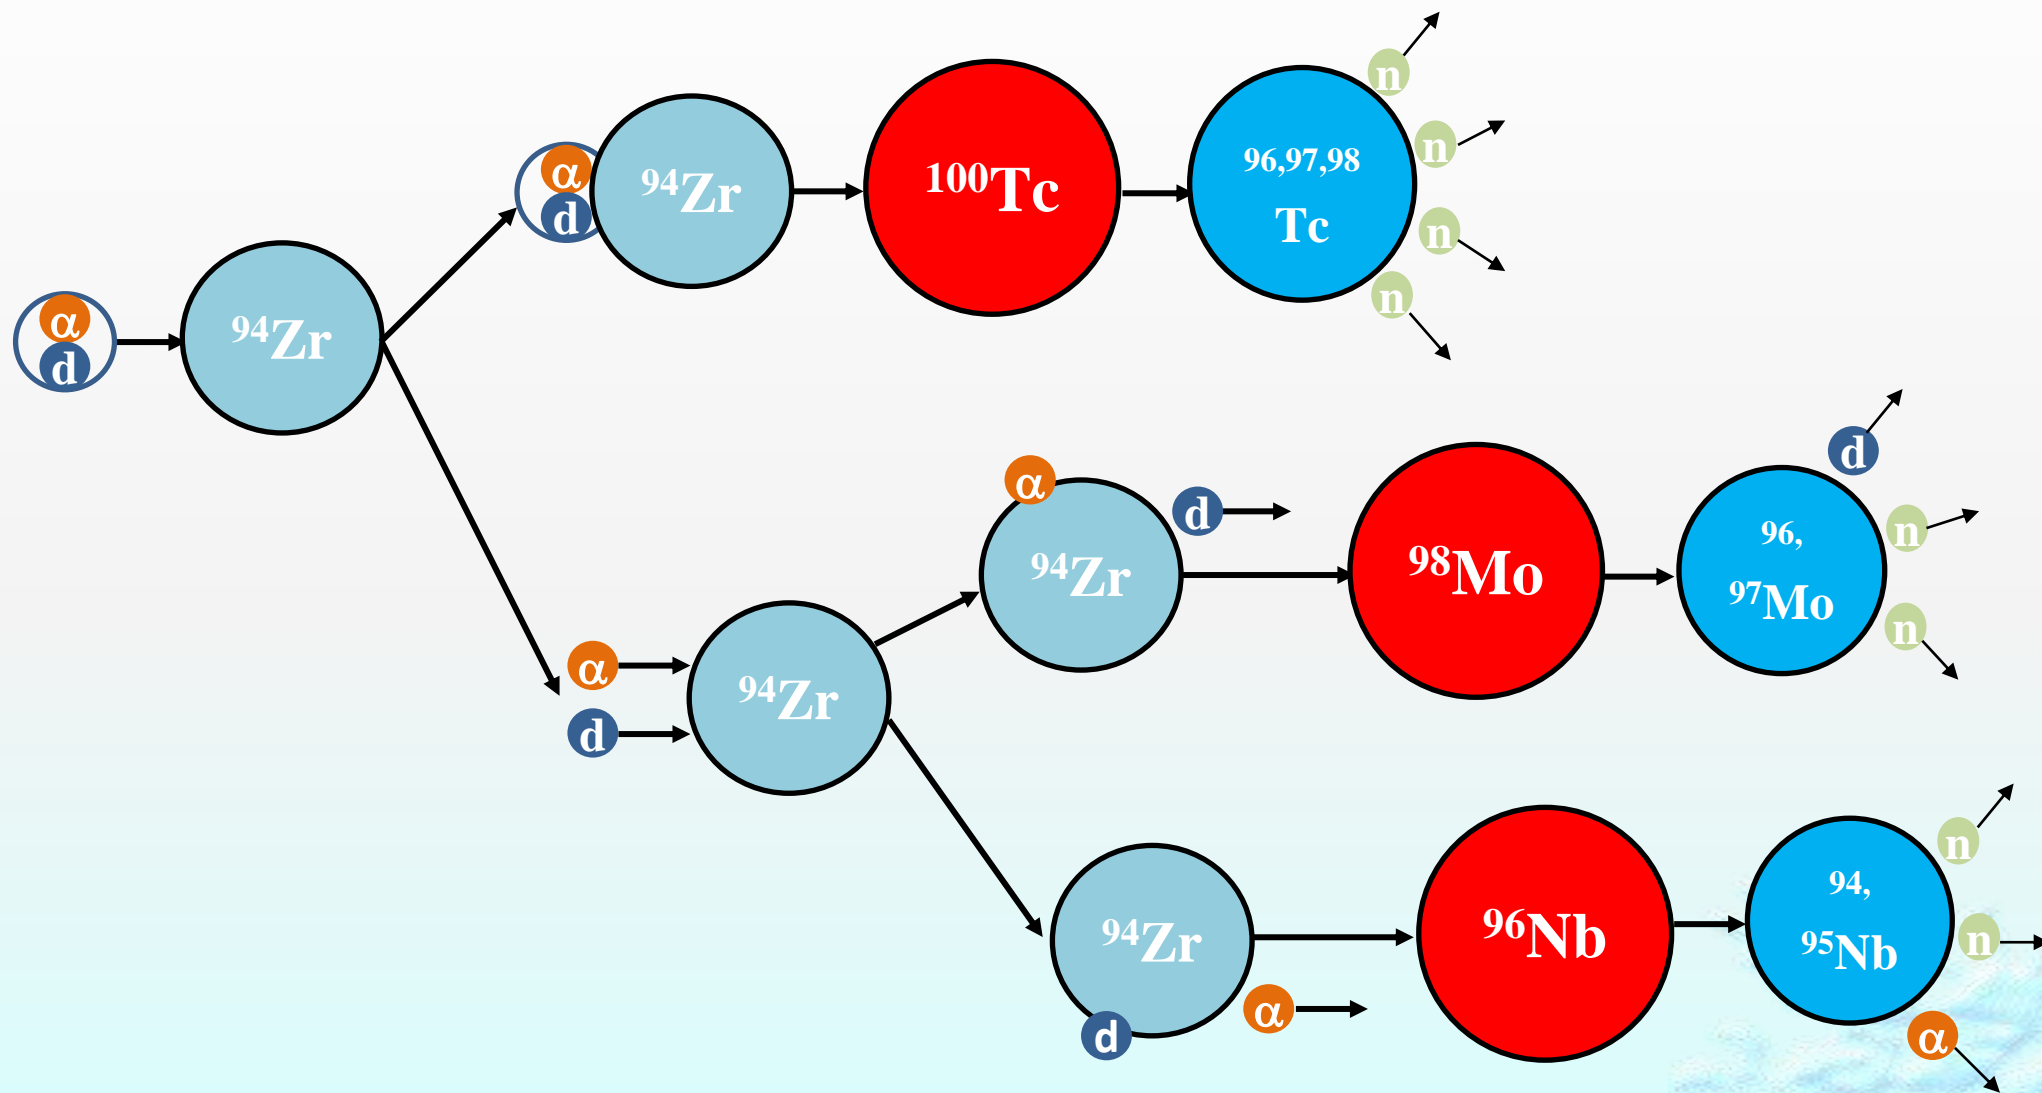 α
d
⁹⁴Zr
α
d
⁹⁴Zr
¹⁰⁰Tc
96,97,98
Tc
n
n
n
n
α
d
⁹⁴Zr
α
⁹⁴Zr
d
⁹⁸Mo
96,
⁹⁷Mo
d
n
n
⁹⁴Zr
d
α
⁹⁶Nb
94,
⁹⁵Nb
n
n
α